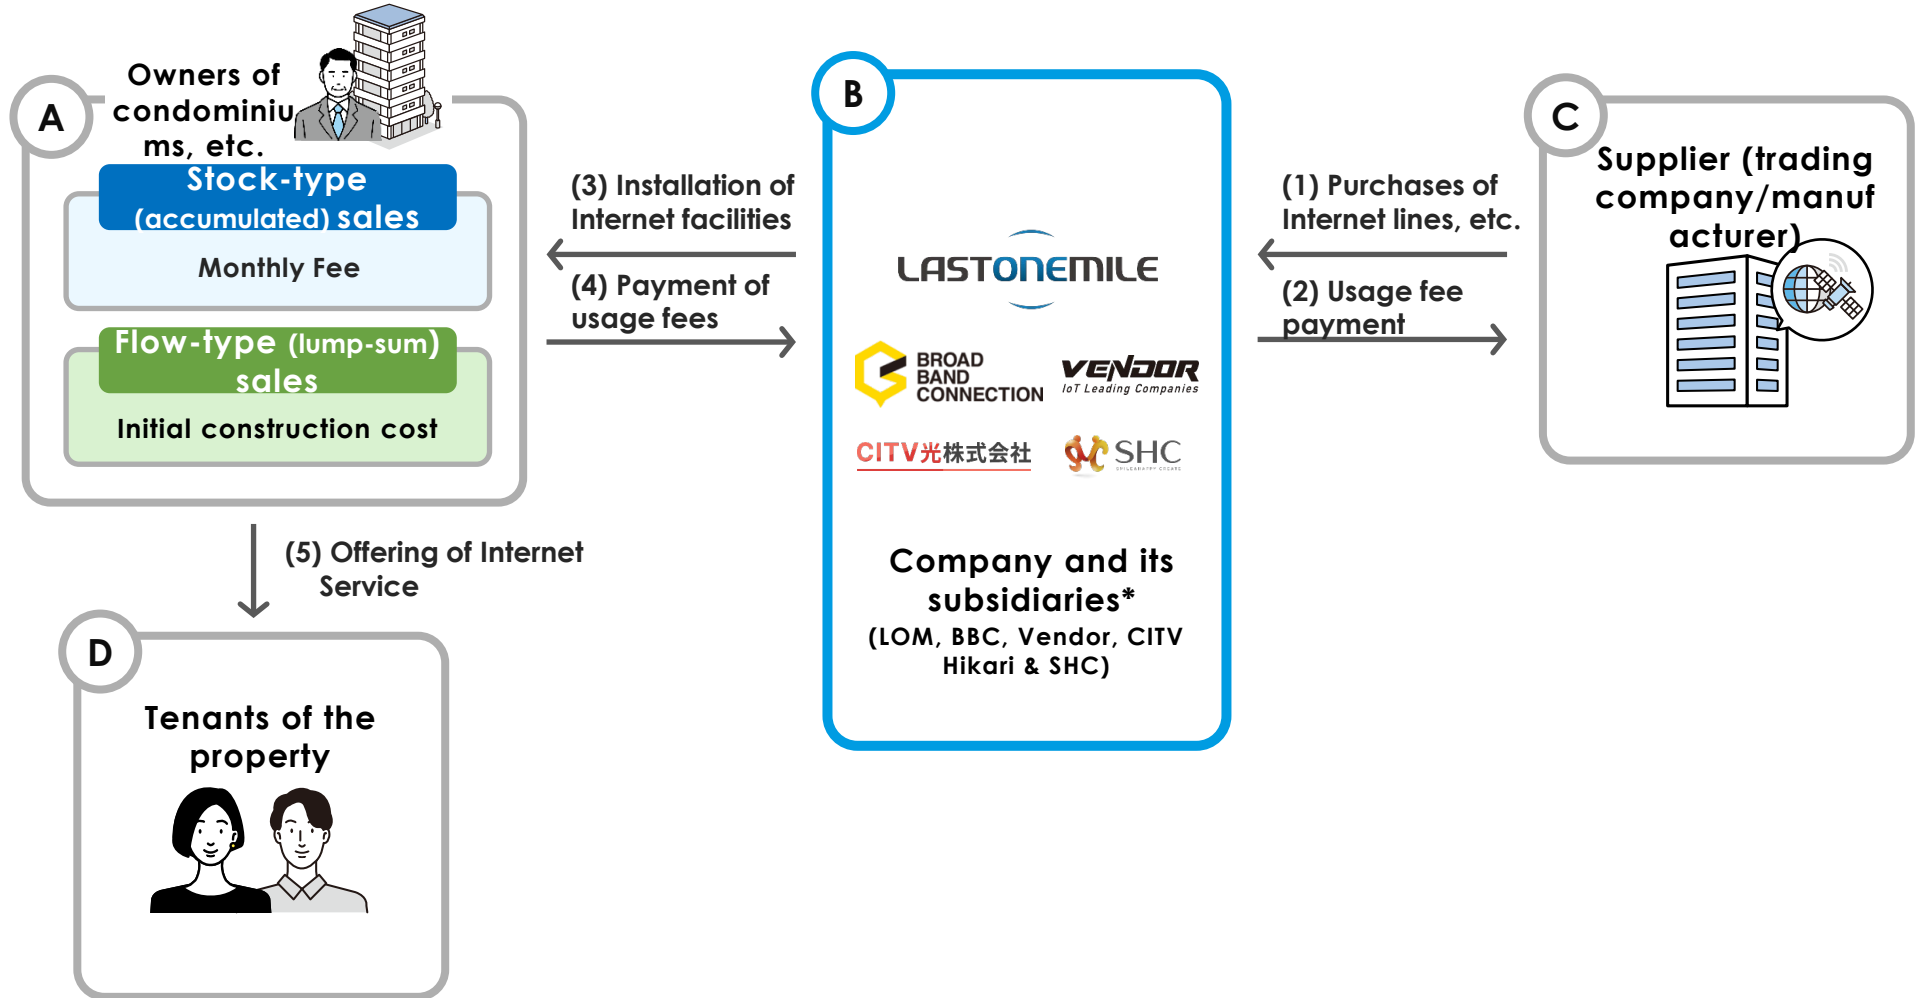 A
Owners of
condominiu
ms, etc.
Stock-type
(accumulated) sales
Monthly Fee
Flow-type (lump-sum)
sales
Initial construction cost
(3) Installation of
Internet facilities
(4) Payment of
usage fees
B
LASTONEMILE
BROAD
BAND
CONNECTION
VENDOR
IoT Leading Companies
CITV光株式会社
SHC
Company and its
subsidiaries*
(LOM, BBC, Vendor, CITV
Hikari & SHC)
(1) Purchases of
Internet lines, etc.
(2) Usage fee
payment
C
Supplier (trading
company/manuf
acturer)
(5) Offering of Internet
Service
D
Tenants of the
property